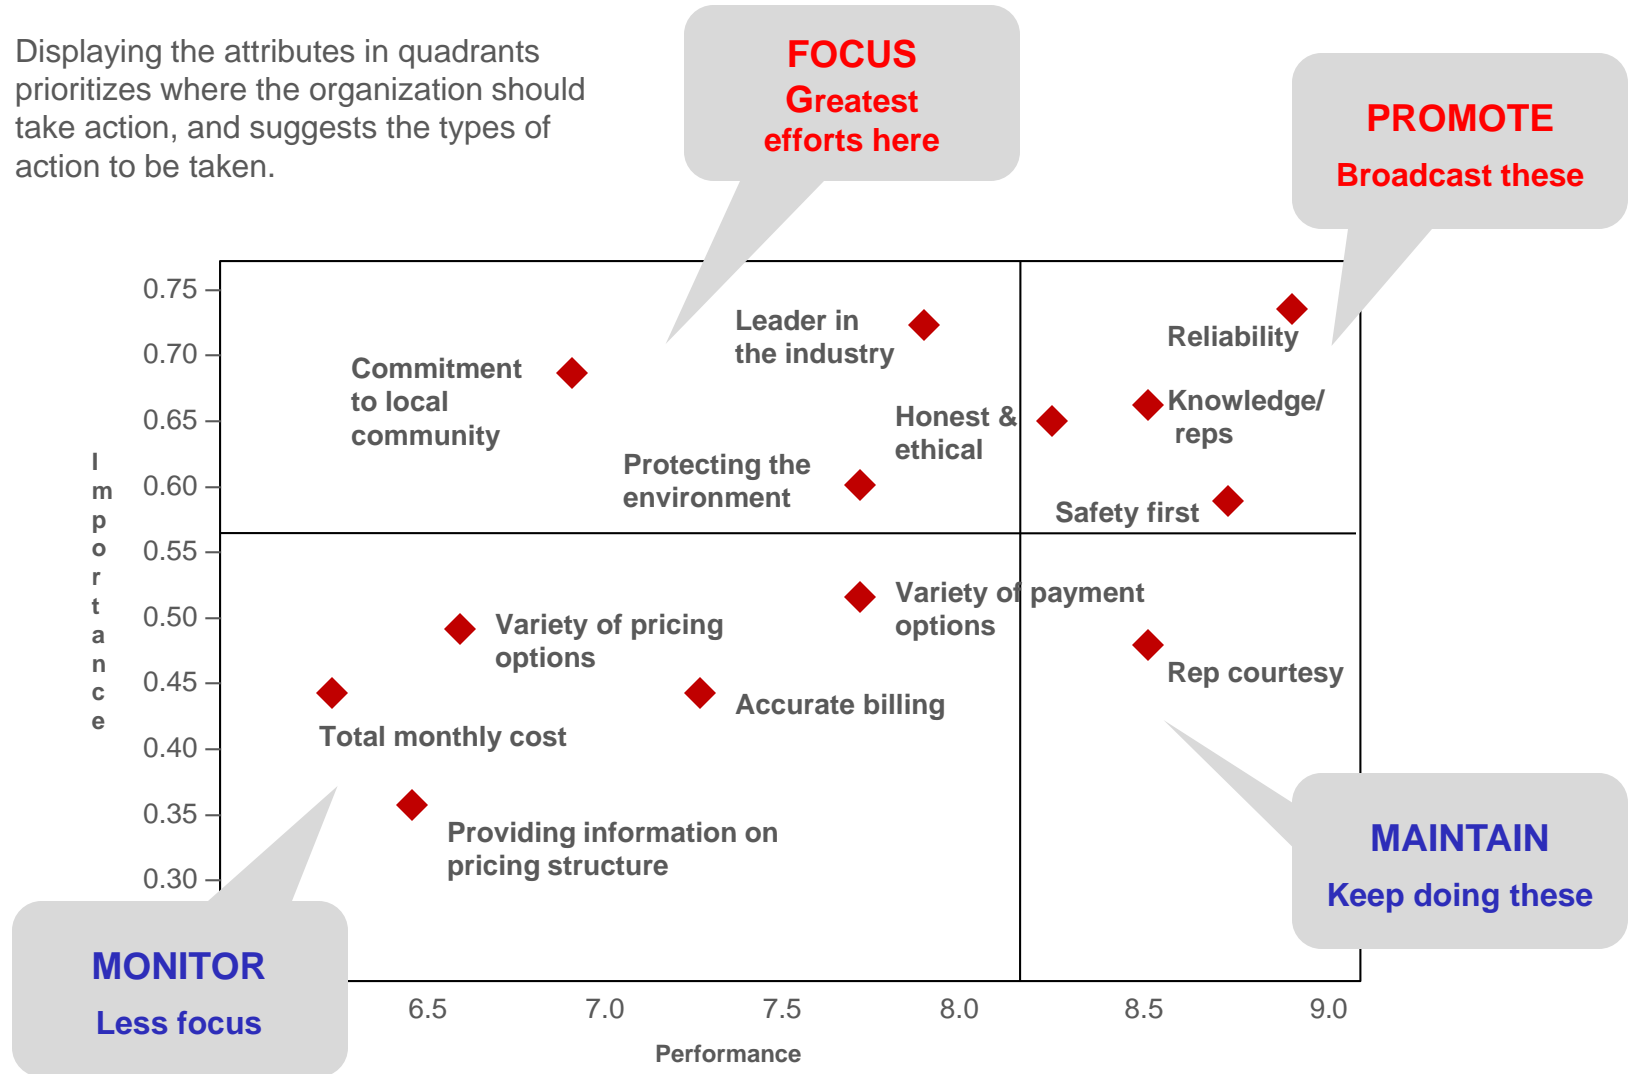 Displaying the attributes in quadrants
prioritizes where the organization should
take action, and suggests the types of
action to be taken.
FOCUS
Greatest
efforts here
PROMOTE
Broadcast these
0.75
0.70
0.65
0.60
0.55
0.50
0.45
0.40
0.35
0.30
Importance
Leader in
the industry
Reliability
Commitment
to local
community
Knowledge/
reps
Honest &
ethical
Protecting the
environment
Safety first
Variety of payment
options
Variety of pricing
options
Rep courtesy
Accurate billing
Total monthly cost
Providing information on
pricing structure
MAINTAIN
Keep doing these
MONITOR
Less focus
6.5
7.0
7.5
8.0
8.5
9.0
Performance